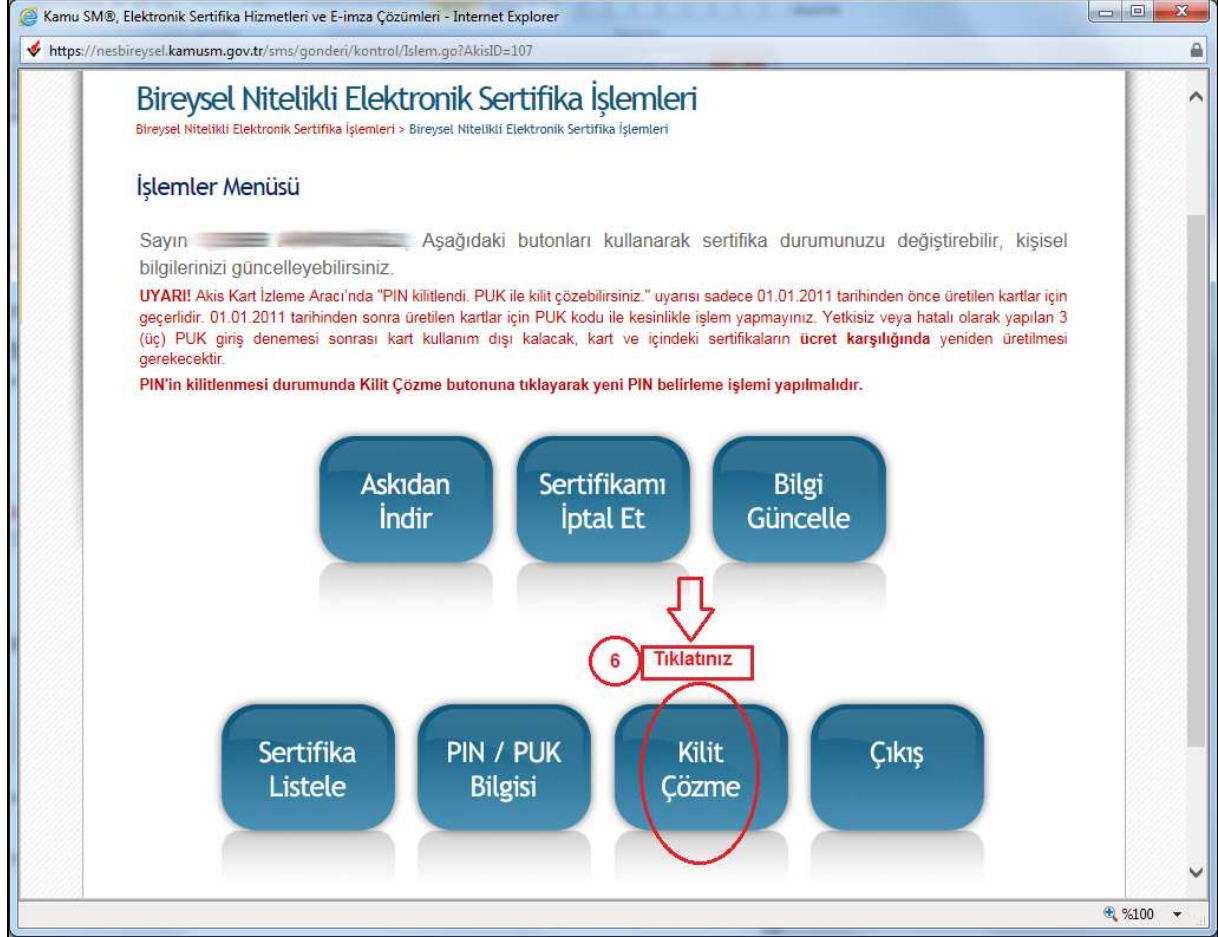 Kamu SM®, Elektronik Sertifika Hizmetleri ve E-imza Çözümleri - Internet Explorer
https://nesbireysel.kamusm.gov.tr/sms/gonderi/kontrol/Islem.go?AkisID=107
Bireysel Nitelikli Elektronik Sertifika İşlemleri
Bireysel Nitelikli Elektronik Sertifika İşlemleri > Bireysel Nitelikli Elektronik Sertifika İşlemleri
İşlemler Menüsü
Sayın Aşağıdaki butonları kullanarak sertifika durumunuzu değiştirebilir, kişisel
bilgilerinizi güncelleyebilirsiniz.
UYARI! Akis Kart İzleme Aracı'nda "PIN kilitlendi. PUK ile kilit çözebilirsiniz." uyarısı sadece 01.01.2011 tarihinden önce üretilen kartlar için
geçerlidir. 01.01.2011 tarihinden sonra üretilen kartlar için PUK kodu ile kesinlikle işlem yapmayınız. Yetkisiz veya hatalı olarak yapılan 3
(üç) PUK giriş denemesi sonrası kart kullanım dışı kalacak, kart ve içindeki sertifikaların ücret karşılığında yeniden üretilmesi
gerekecektir.
PIN'in kilitlenmesi durumunda Kilit Çözme butonuna tıklayarak yeni PIN belirleme işlemi yapılmalıdır.
Askıdan
İndir
Sertifikamı
İptal Et
Bilgi
Güncelle
6 Tıklatınız
Sertifika
Listele
PIN / PUK
Bilgisi
Kilit
Çözme
Çıkış
%100